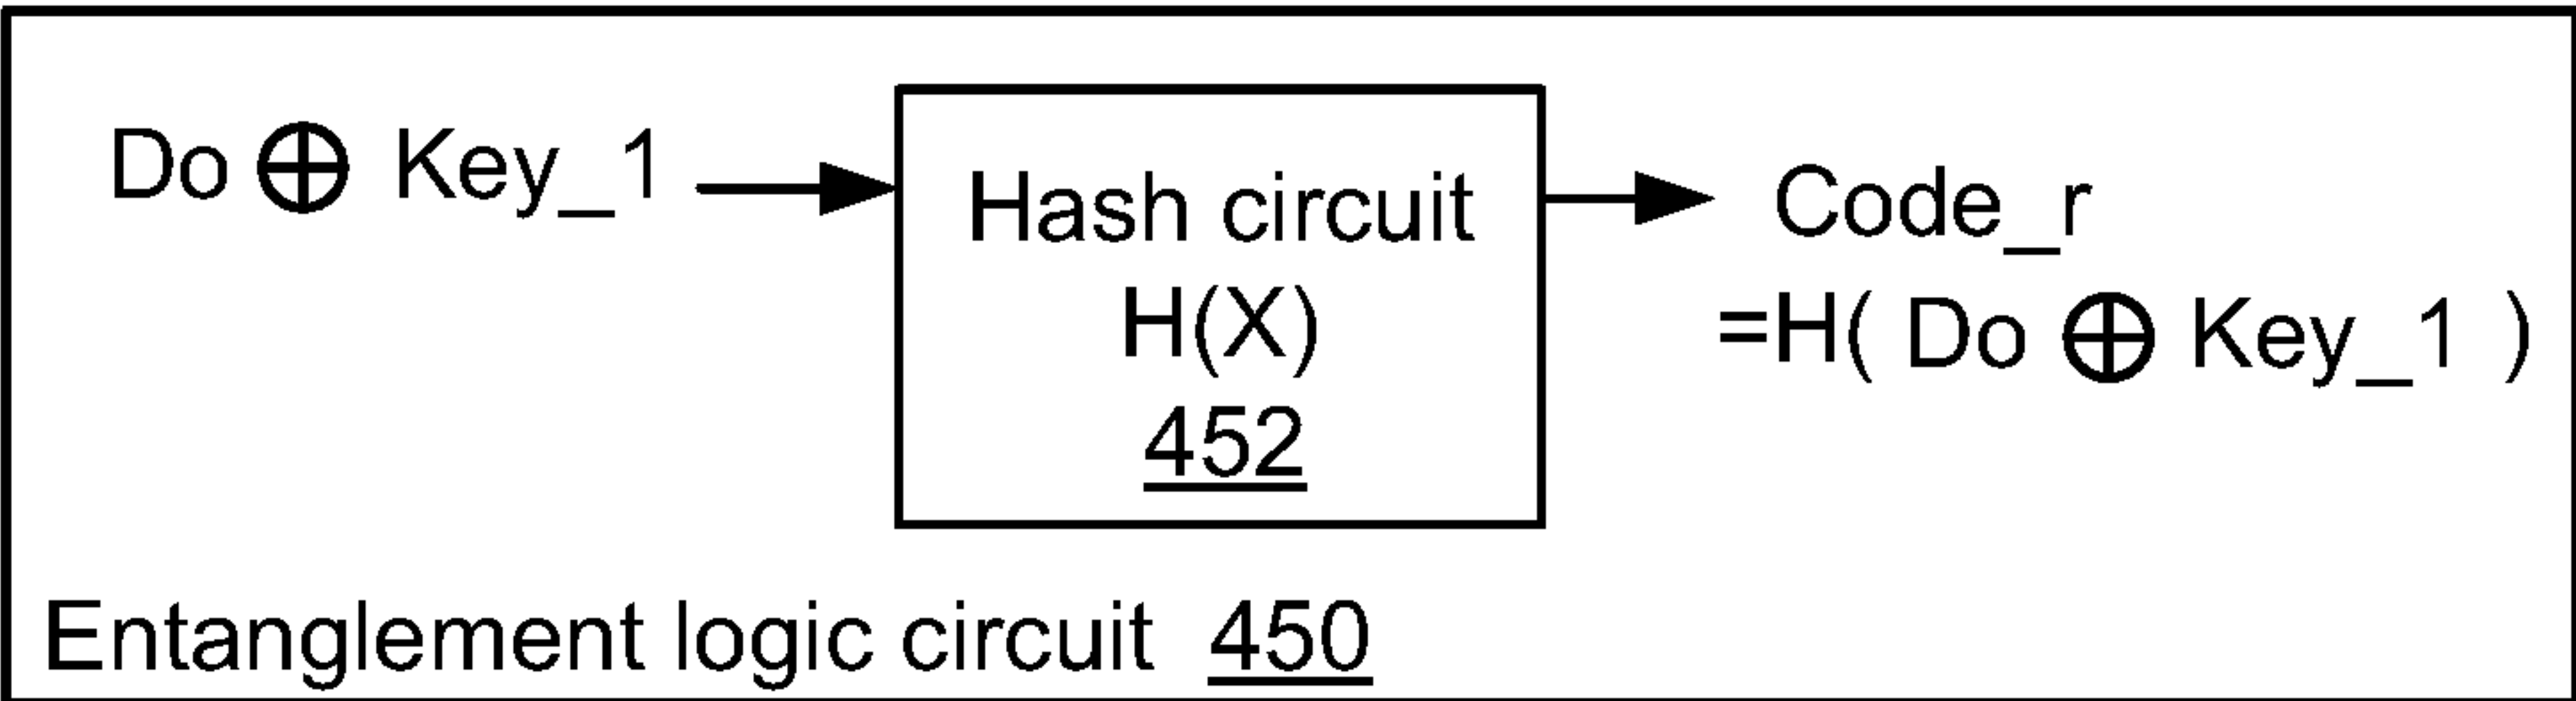 Do ⊕ Key_1
Hash circuit
H(X)
452
Code_r
=H( Do ⊕ Key_1 )
Entanglement logic circuit 450